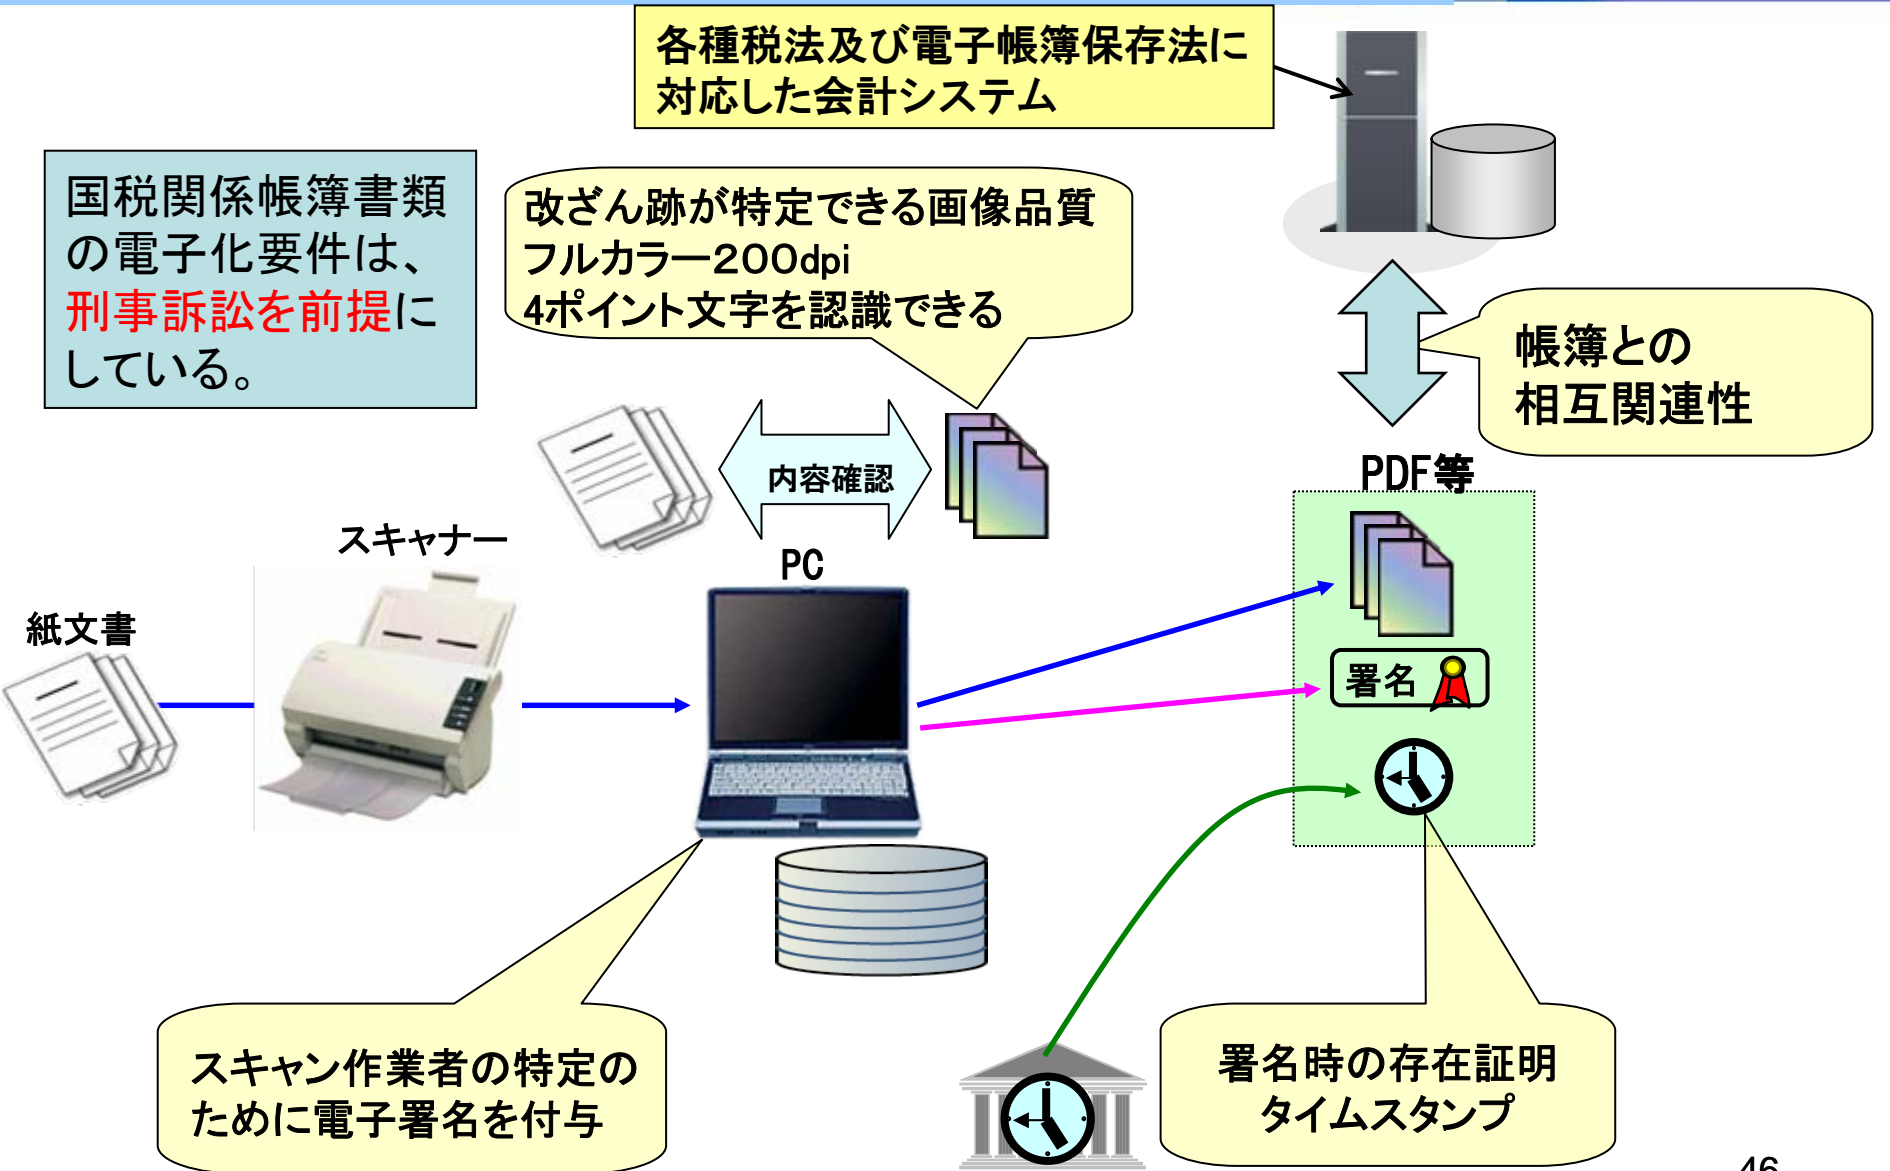 各種税法及び電子帳簿保存法に
対応した会計システム
国税関係帳簿書類
の電子化要件は、
刑事訴訟を前提に
している。
改ざん跡が特定できる画像品質
フルカラー200dpi
4ポイント文字を認識できる
帳簿との
相互関連性
内容確認
PDF等
スキャナー
PC
紙文書
署名
スキャン作業者の特定の
ために電子署名を付与
署名時の存在証明
タイムスタンプ
46